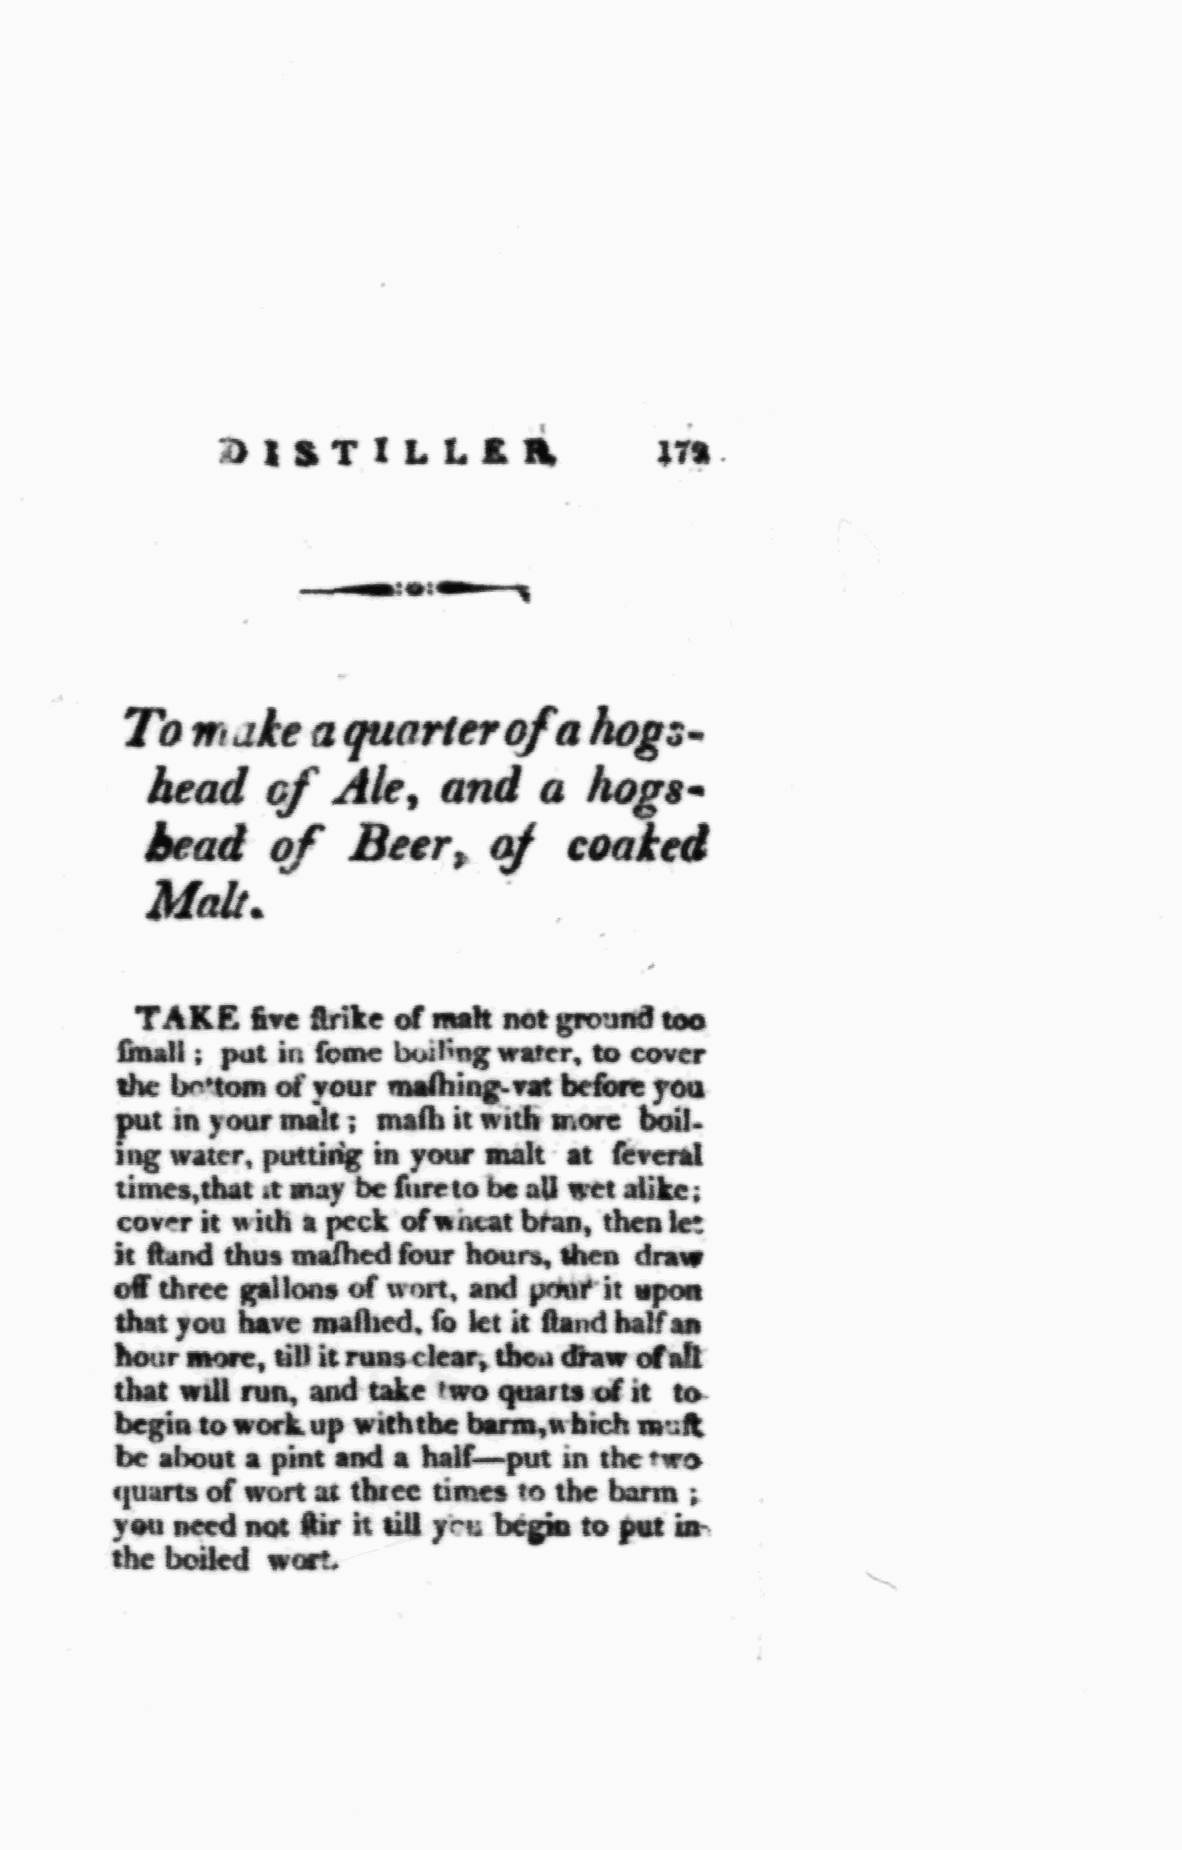 DISTILLER, 179
To make a quarter of a hogs-
head of Ale, and a hogs-
head of Beer, of coaked
Malt.
TAKE five ſtrike of malt not ground too
ſmall ; put in ſome boiling water, to cover
the bottom of your maſhing-vat before you
put in your malt ; maſh it with more boil-
ing water, putting in your malt at ſeveral
times, that it may be ſure to be all wet alike ;
cover it with a peck of wheat bran, then let
it ſtand thus maſhed four hours, then draw
off three gallons of wort, and pour it upon
that you have maſhed, ſo let it ſtand half an
hour more, till it runs clear, then draw of all
that will run, and take two quarts of it to
begin to work up with the barm, which muſt
be about a pint and a half—put in the two
quarts of wort at three times to the barm ;
you need not ſtir it till you begin to put in
the boiled wort.